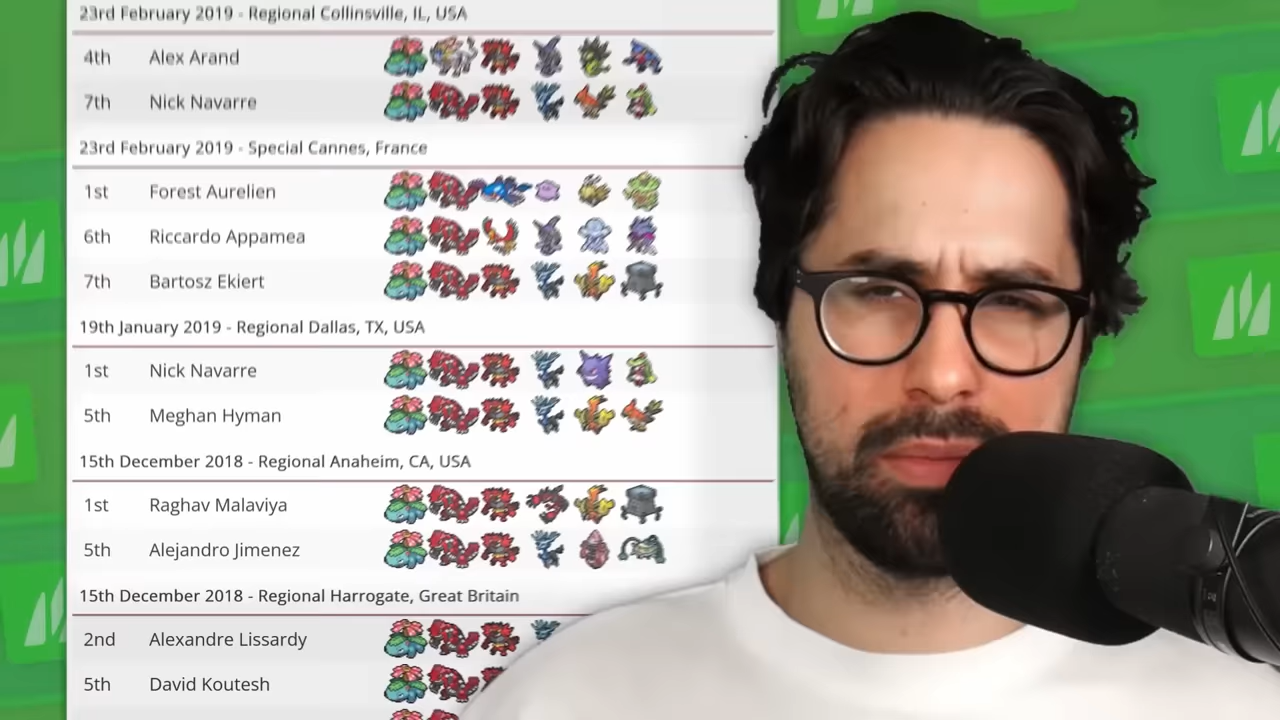 23rd February 2019 - Regional Collinsville, IL, USA
4th Alex Arand
7th Nick Navarre
23rd February 2019 - Special Cannes, France
1st Forest Aurelien
6th Riccardo Appamea
7th Bartosz Ekiert
19th January 2019 - Regional Dallas, TX, USA
1st Nick Navarre
5th Meghan Hyman
15th December 2018 - Regional Anaheim, CA, USA
1st Raghav Malaviya
5th Alejandro Jimenez
15th December 2018 - Regional Harrogate, Great Britain
2nd Alexandre Lissardy
5th David Koutesh